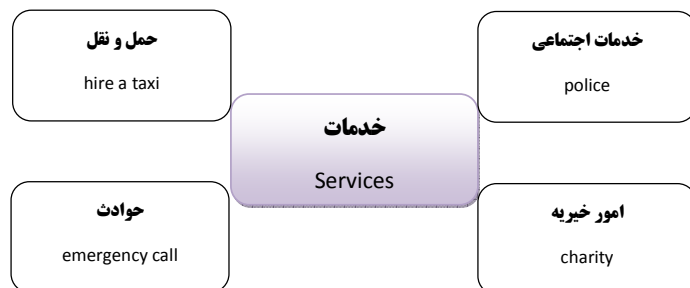 حمل و نقل
hire a taxi
خدمات اجتماعی
police
خدمات
Services
حوادث
emergency call
امور خیریه
charity